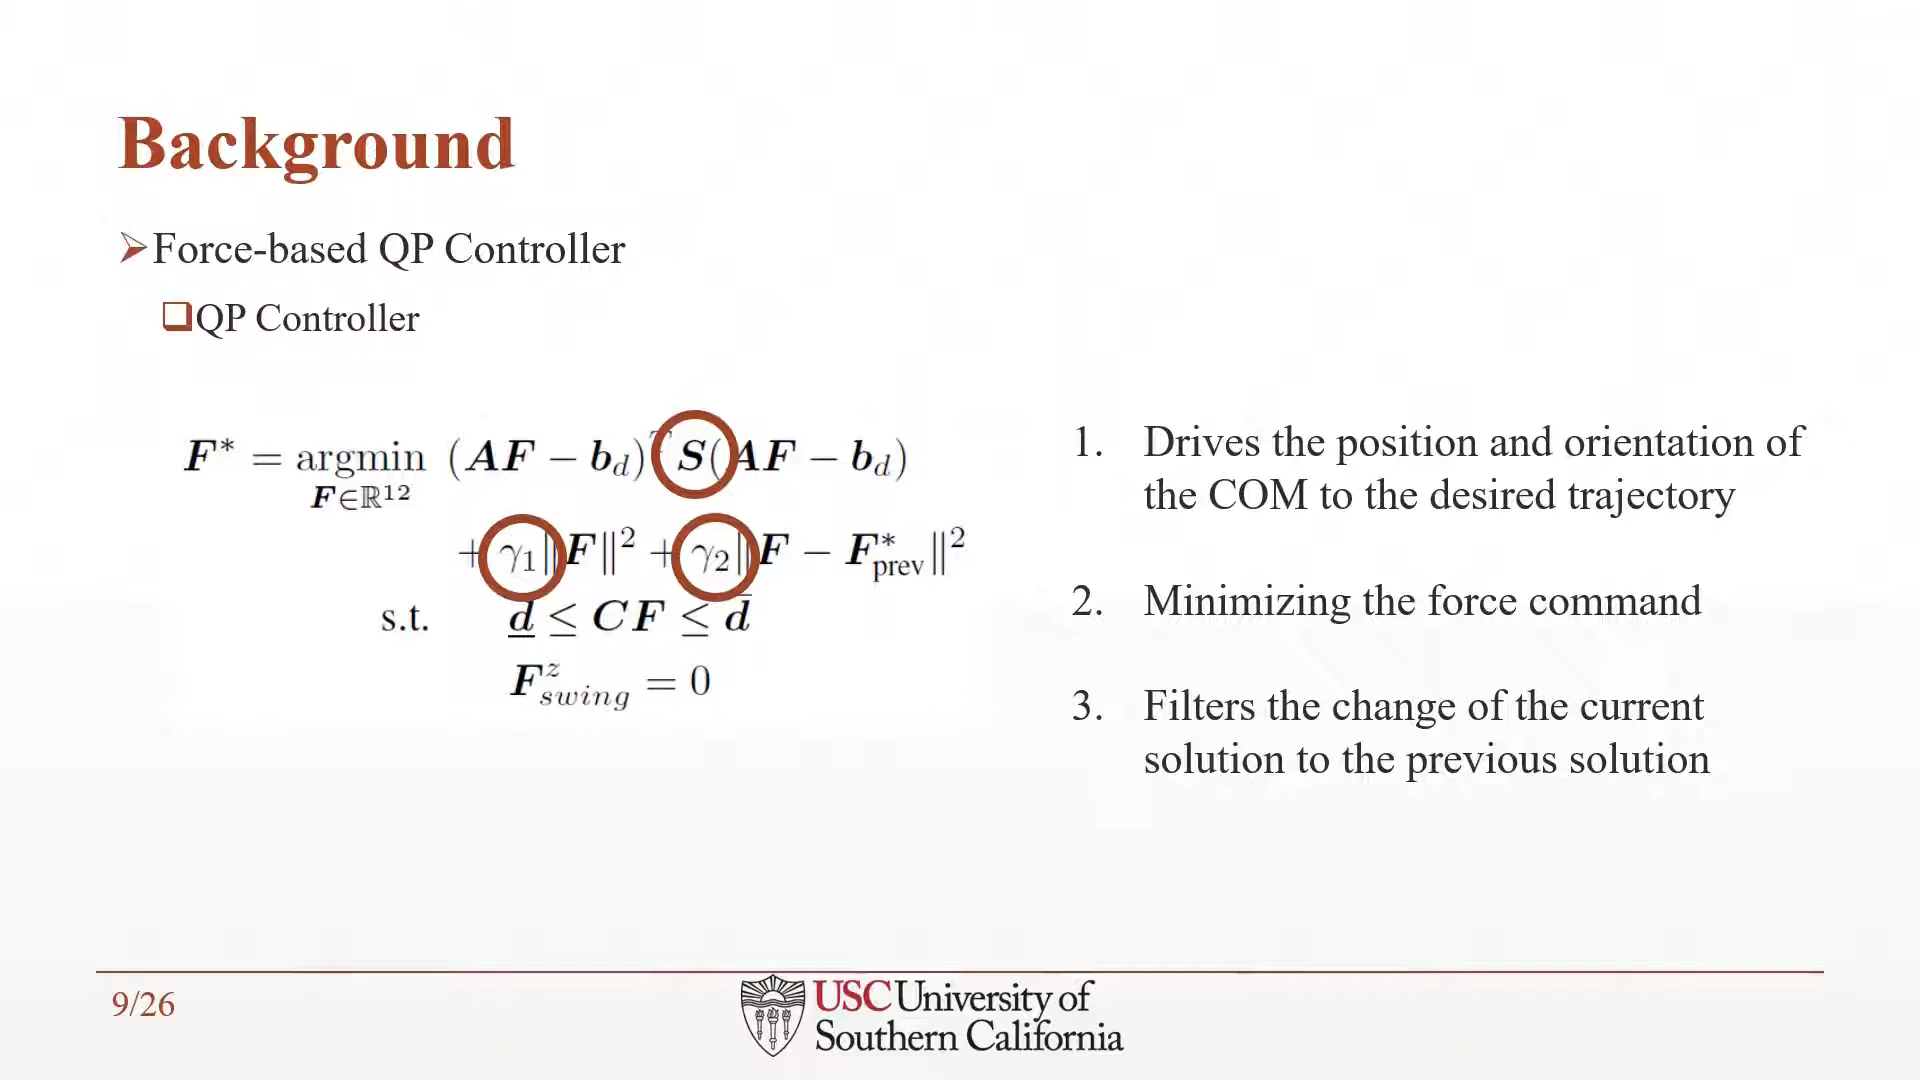 Background
Force-based QP Controller
QP Controller
F* = argmin (AF − b_d)^T S(AF − b_d)
F∈ℝ¹²
+ γ₁‖F‖² + γ₂‖F − F*_prev‖²
s.t. d ≤ CF ≤ d̄
F^z_swing = 0
1. Drives the position and orientation of
the COM to the desired trajectory
2. Minimizing the force command
3. Filters the change of the current
solution to the previous solution
9/26
USC University of
Southern California